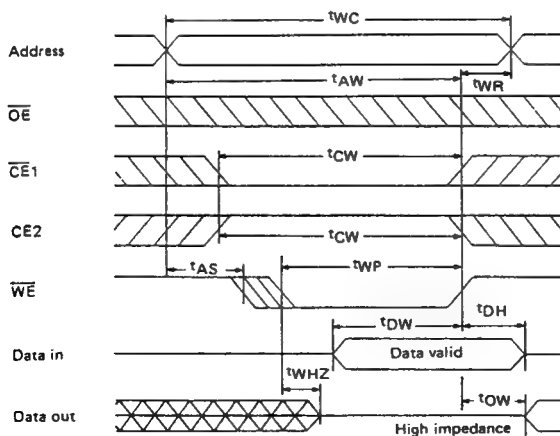 tWC
Address
tAW
tWR
OE
CE1
tCW
CE2
tCW
tAS
tWP
WE
tDW
tDH
Data in
Data valid
tWHZ
tOW
Data out
High impedance